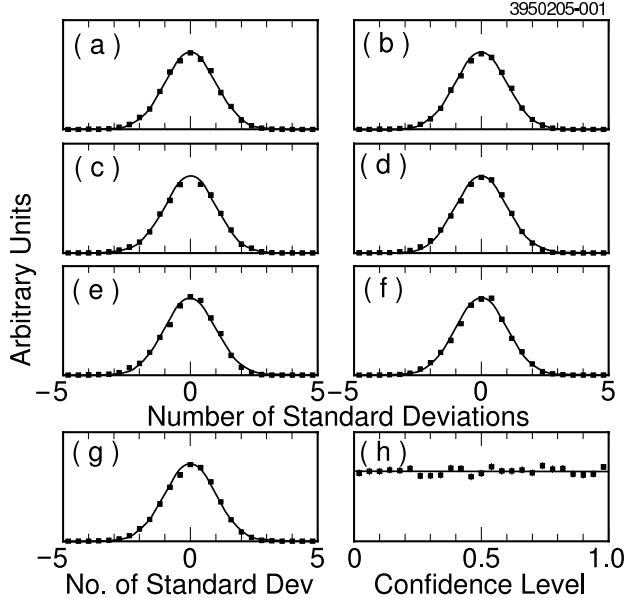 3950205-001
( a )
( b )
( c )
( d )
( e )
( f )
Arbitrary Units
−5 0 5 −5 0 5
Number of Standard Deviations
( g )
( h )
−5 0 5
0 0.5 1.0
No. of Standard Dev
Confidence Level